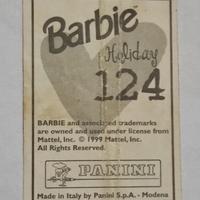 Barbie™
Holiday
124
BARBIE and associated trademarks
are owned and used under license from
Mattel, Inc. © 1999 Mattel, Inc.
All Rights Reserved.
PANINI
Made in Italy by Panini S.p.A. - Modena